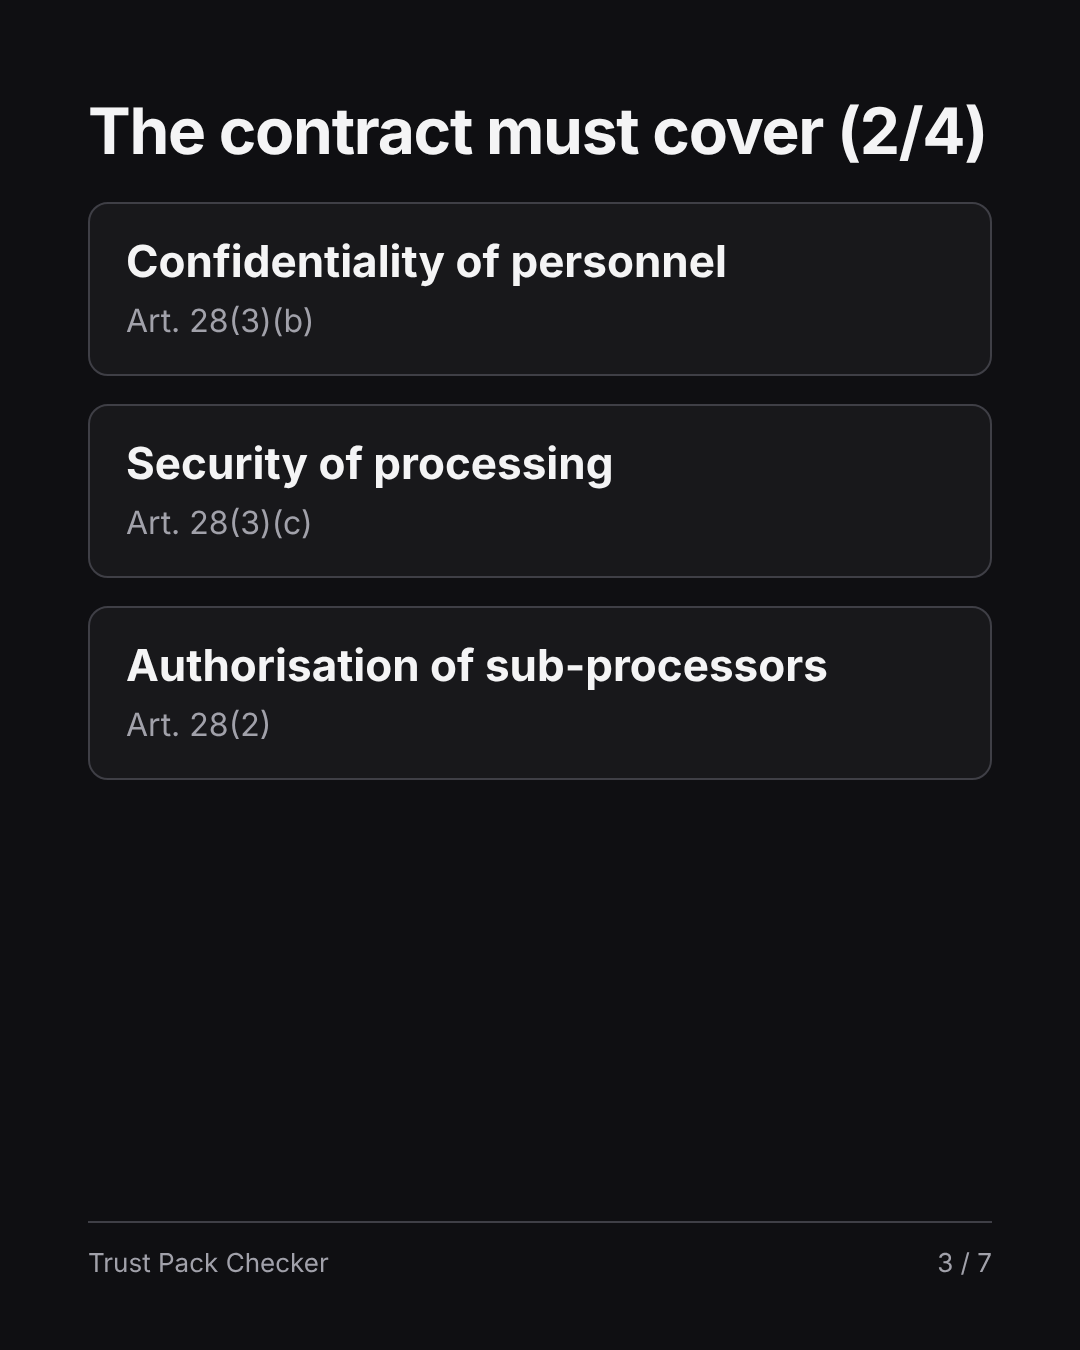 The contract must cover (2/4)
Confidentiality of personnel
Art. 28(3)(b)
Security of processing
Art. 28(3)(c)
Authorisation of sub-processors
Art. 28(2)
Trust Pack Checker
3 / 7